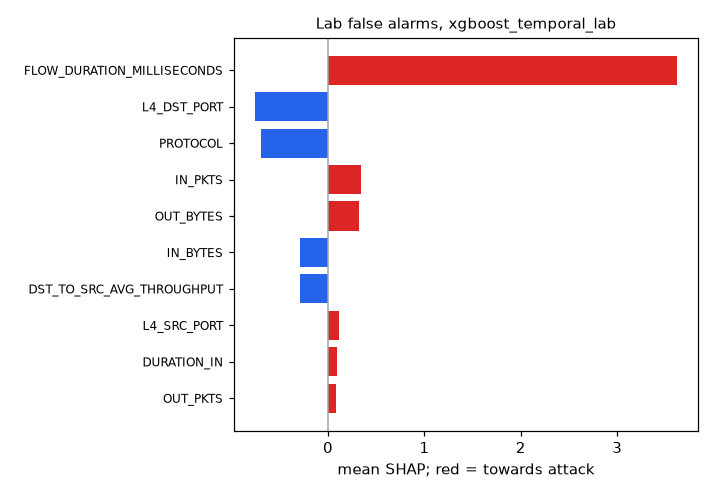 Lab false alarms, xgboost_temporal_lab
FLOW_DURATION_MILLISECONDS
L4_DST_PORT
PROTOCOL
IN_PKTS
OUT_BYTES
IN_BYTES
DST_TO_SRC_AVG_THROUGHPUT
L4_SRC_PORT
DURATION_IN
OUT_PKTS
0 1 2 3
mean SHAP; red = towards attack